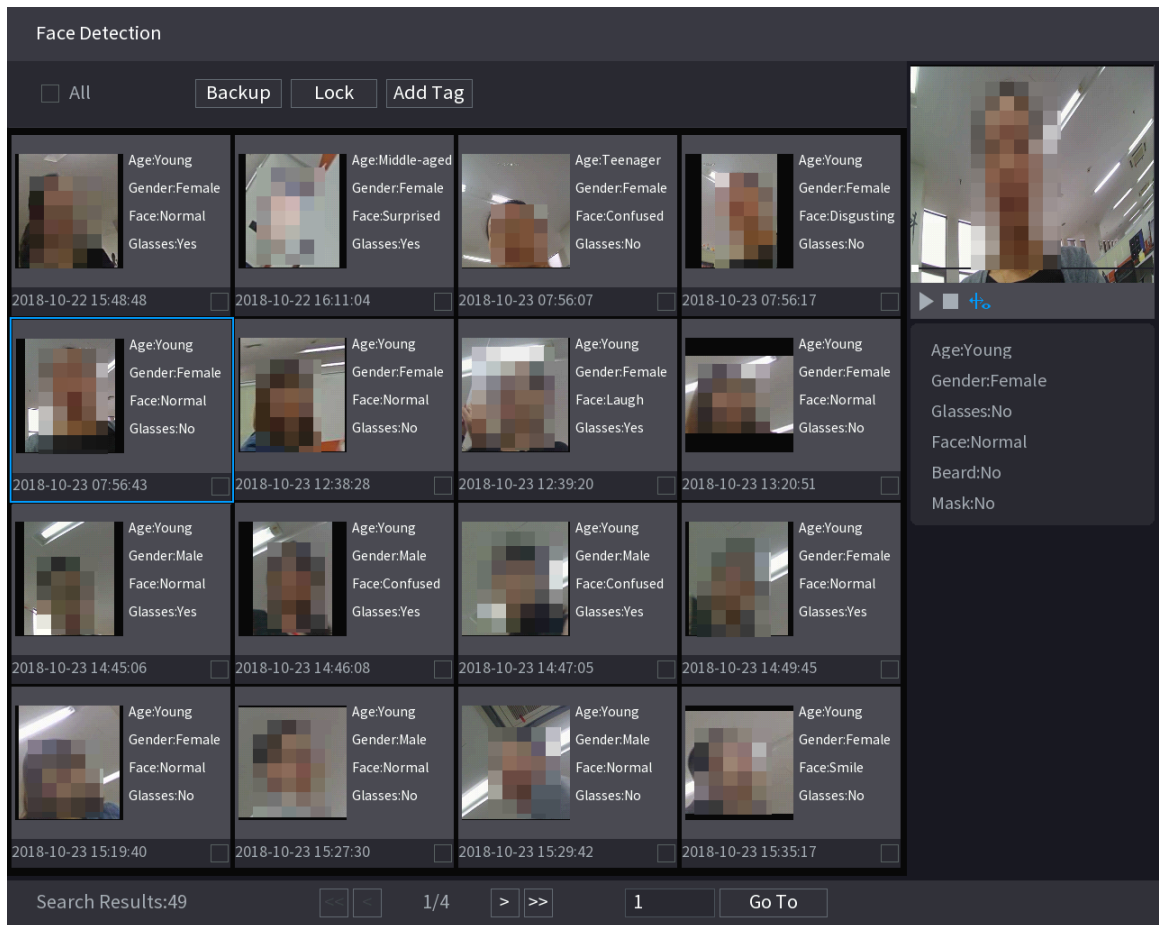 Face Detection
All
Backup
Lock
Add Tag
Age:Young
Gender:Female
Face:Normal
Glasses:Yes
2018-10-22 15:48:48
Age:Middle-aged
Gender:Female
Face:Surprised
Glasses:Yes
2018-10-22 16:11:04
Age:Teenager
Gender:Female
Face:Confused
Glasses:No
2018-10-23 07:56:07
Age:Young
Gender:Female
Face:Disgusting
Glasses:No
2018-10-23 07:56:17
Age:Young
Gender:Female
Face:Normal
Glasses:No
2018-10-23 07:56:43
Age:Young
Gender:Female
Face:Normal
Glasses:No
2018-10-23 12:38:28
Age:Young
Gender:Female
Face:Laugh
Glasses:Yes
2018-10-23 12:39:20
Age:Young
Gender:Female
Face:Normal
Glasses:No
2018-10-23 13:20:51
Age:Young
Gender:Male
Face:Normal
Glasses:Yes
2018-10-23 14:45:06
Age:Young
Gender:Male
Face:Confused
Glasses:Yes
2018-10-23 14:46:08
Age:Young
Gender:Male
Face:Confused
Glasses:Yes
2018-10-23 14:47:05
Age:Young
Gender:Female
Face:Normal
Glasses:Yes
2018-10-23 14:49:45
Age:Young
Gender:Female
Face:Normal
Glasses:No
2018-10-23 15:19:40
Age:Young
Gender:Male
Face:Normal
Glasses:No
2018-10-23 15:27:30
Age:Young
Gender:Male
Face:Normal
Glasses:No
2018-10-23 15:29:42
Age:Young
Gender:Female
Face:Smile
Glasses:No
2018-10-23 15:35:17
Age:Young
Gender:Female
Glasses:No
Face:Normal
Beard:No
Mask:No
Search Results:49
<< < 1/4 > >>
1
Go To